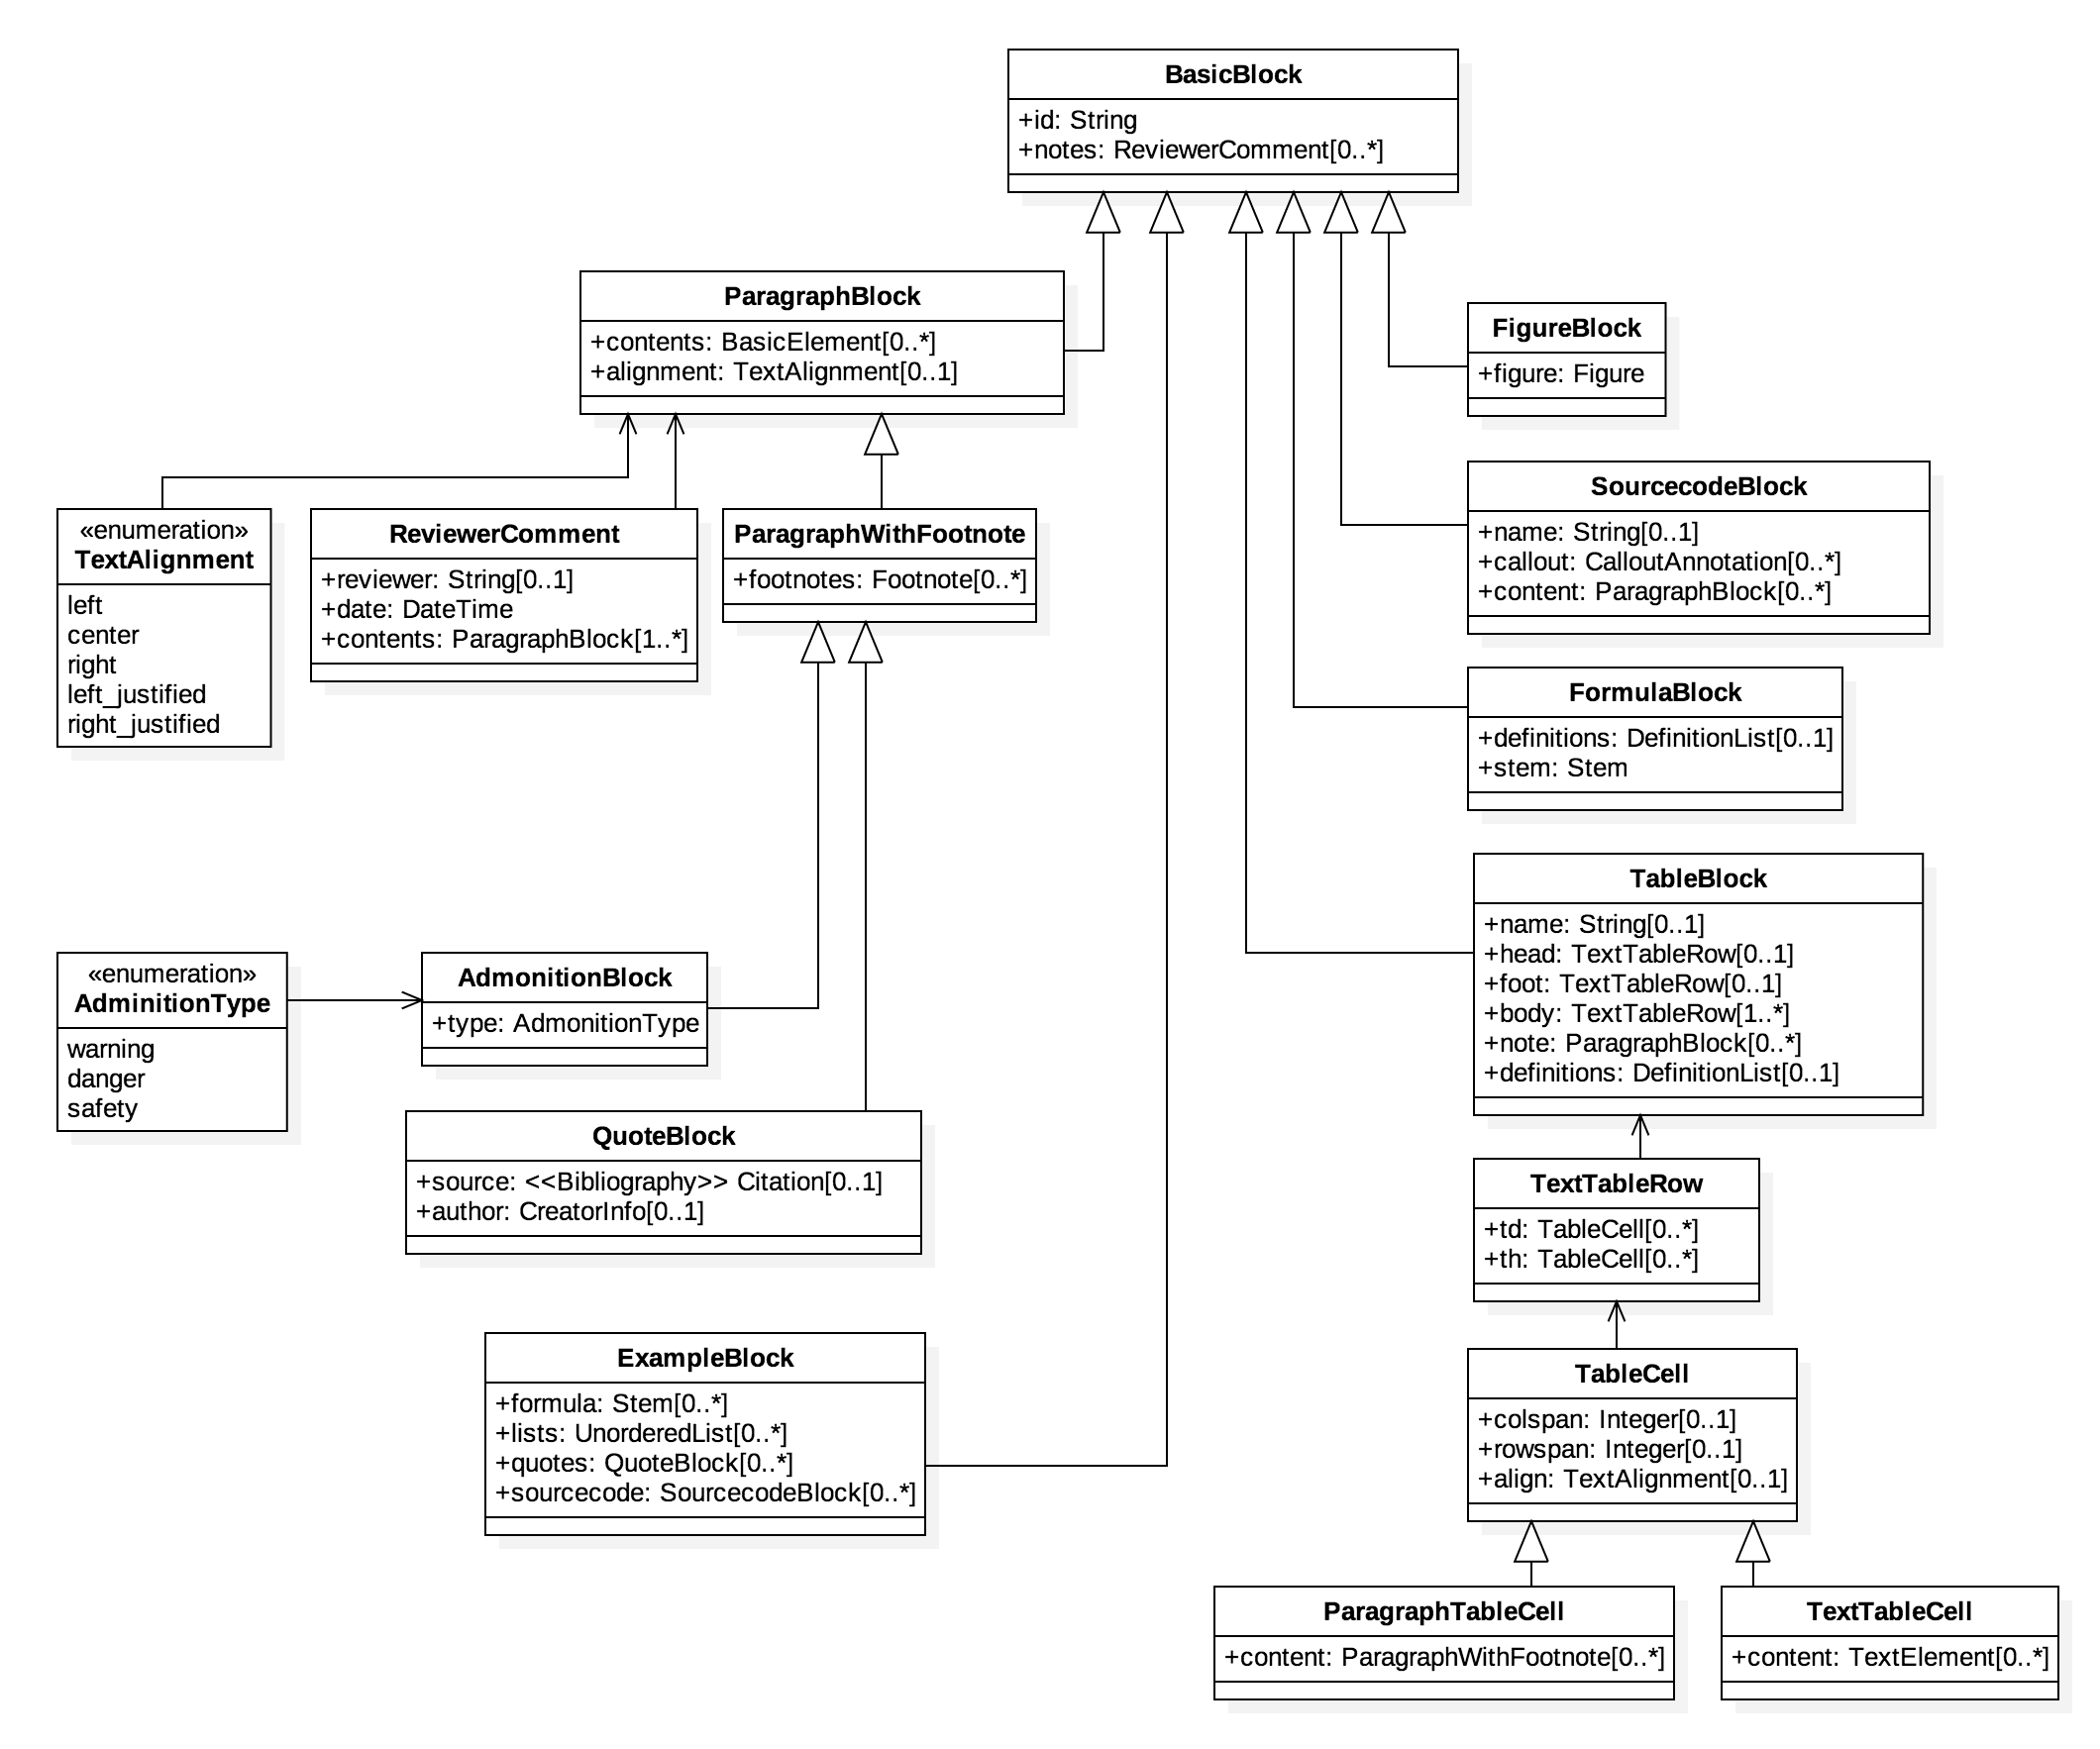 BasicBlock
+id: String
+notes: ReviewerComment[0..*]
ParagraphBlock
+contents: BasicElement[0..*]
+alignment: TextAlignment[0..1]
FigureBlock
+figure: Figure
SourcecodeBlock
+name: String[0..1]
+callout: CalloutAnnotation[0..*]
+content: ParagraphBlock[0..*]
«enumeration»
TextAlignment
left
center
right
left_justified
right_justified
ReviewerComment
+reviewer: String[0..1]
+date: DateTime
+contents: ParagraphBlock[1..*]
ParagraphWithFootnote
+footnotes: Footnote[0..*]
FormulaBlock
+definitions: DefinitionList[0..1]
+stem: Stem
TableBlock
+name: String[0..1]
+head: TextTableRow[0..1]
+foot: TextTableRow[0..1]
+body: TextTableRow[1..*]
+note: ParagraphBlock[0..*]
+definitions: DefinitionList[0..1]
«enumeration»
AdminitionType
warning
danger
safety
AdmonitionBlock
+type: AdmonitionType
QuoteBlock
+source: <<Bibliography>> Citation[0..1]
+author: CreatorInfo[0..1]
TextTableRow
+td: TableCell[0..*]
+th: TableCell[0..*]
ExampleBlock
+formula: Stem[0..*]
+lists: UnorderedList[0..*]
+quotes: QuoteBlock[0..*]
+sourcecode: SourcecodeBlock[0..*]
TableCell
+colspan: Integer[0..1]
+rowspan: Integer[0..1]
+align: TextAlignment[0..1]
ParagraphTableCell
+content: ParagraphWithFootnote[0..*]
TextTableCell
+content: TextElement[0..*]